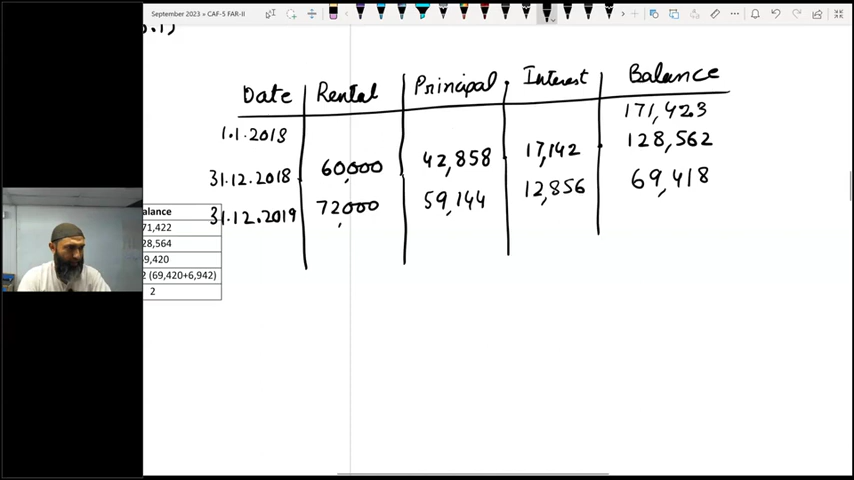 September 2023 » CAF-5 FAR-II
Date Rental Principal Interest Balance
1.1.2018 171,423
31.12.2018 60,000 42,858 17,142 128,562
31.12.2019 72,000 59,144 12,856 69,418
alance
71,422
28,564
9,420
2 (69,420+6,942)
2